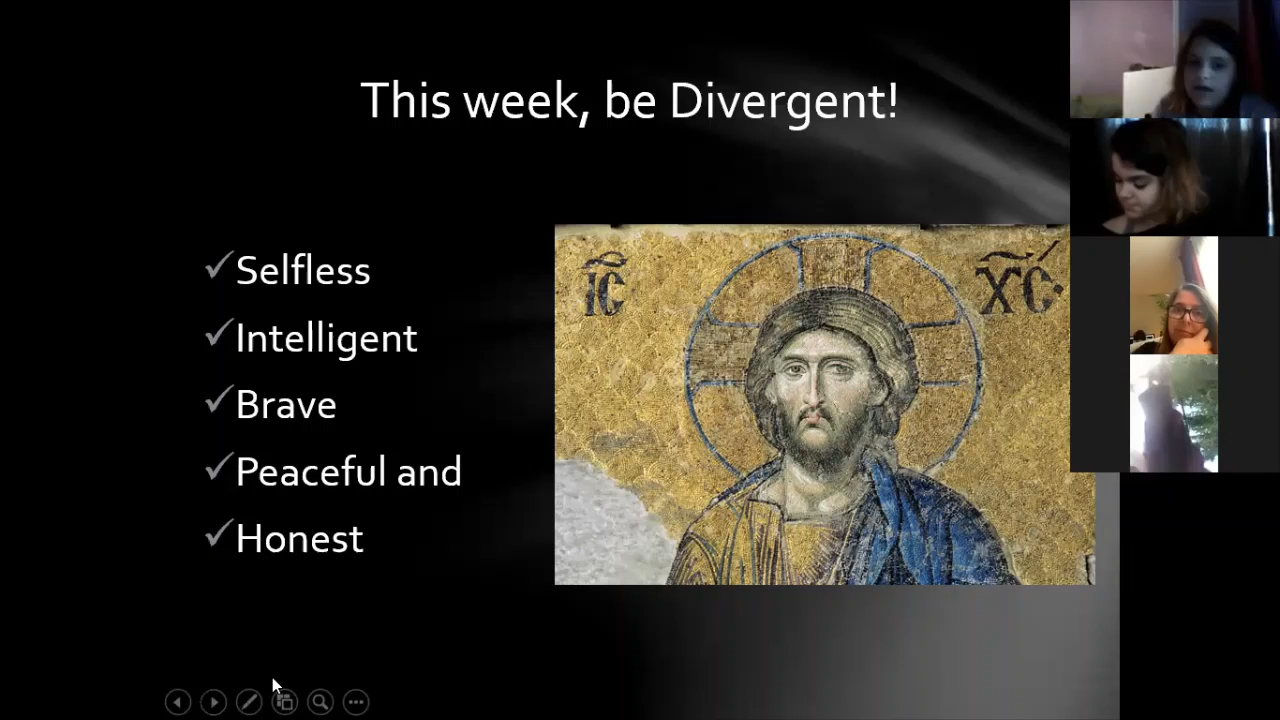 This week, be Divergent!
Selfless
Intelligent
Brave
Peaceful and
Honest
IC XC